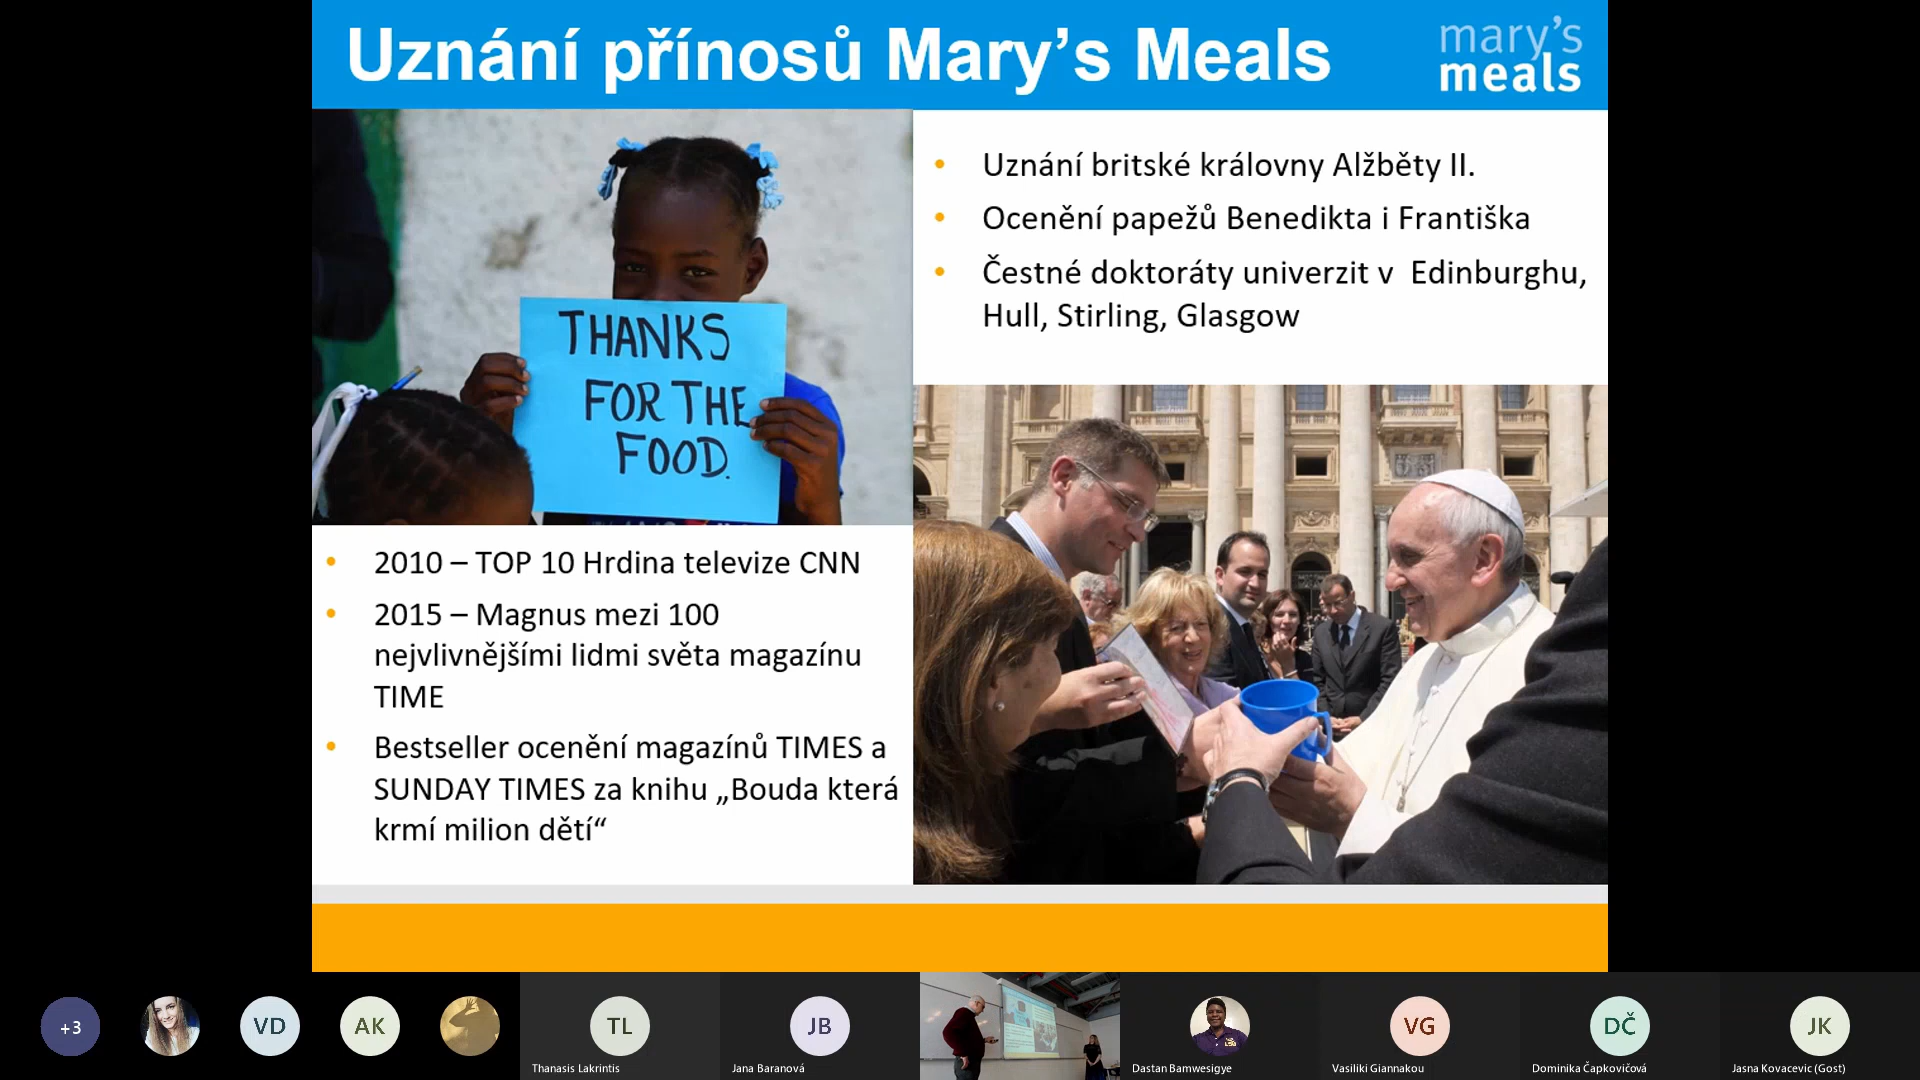 Uznání přínosů Mary’s Meals
mary's
meals
THANKS
FOR THE
FOOD.
• 2010 – TOP 10 Hrdina televize CNN
• 2015 – Magnus mezi 100
nejvlivnějšími lidmi světa magazínu
TIME
• Bestseller ocenění magazínů TIMES a
SUNDAY TIMES za knihu „Bouda která
krmí milion dětí“
• Uznání britské královny Alžběty II.
• Ocenění papežů Benedikta i Františka
• Čestné doktoráty univerzit v  Edinburghu,
Hull, Stirling, Glasgow
+3
VD
AK
TL
Thanasis Lakrintis
JB
Jana Baranová
Dastan Bamwesigye
VG
Vasiliki Giannakou
DČ
Dominika Čapkovičová
JK
Jasna Kovacevic (Gost)